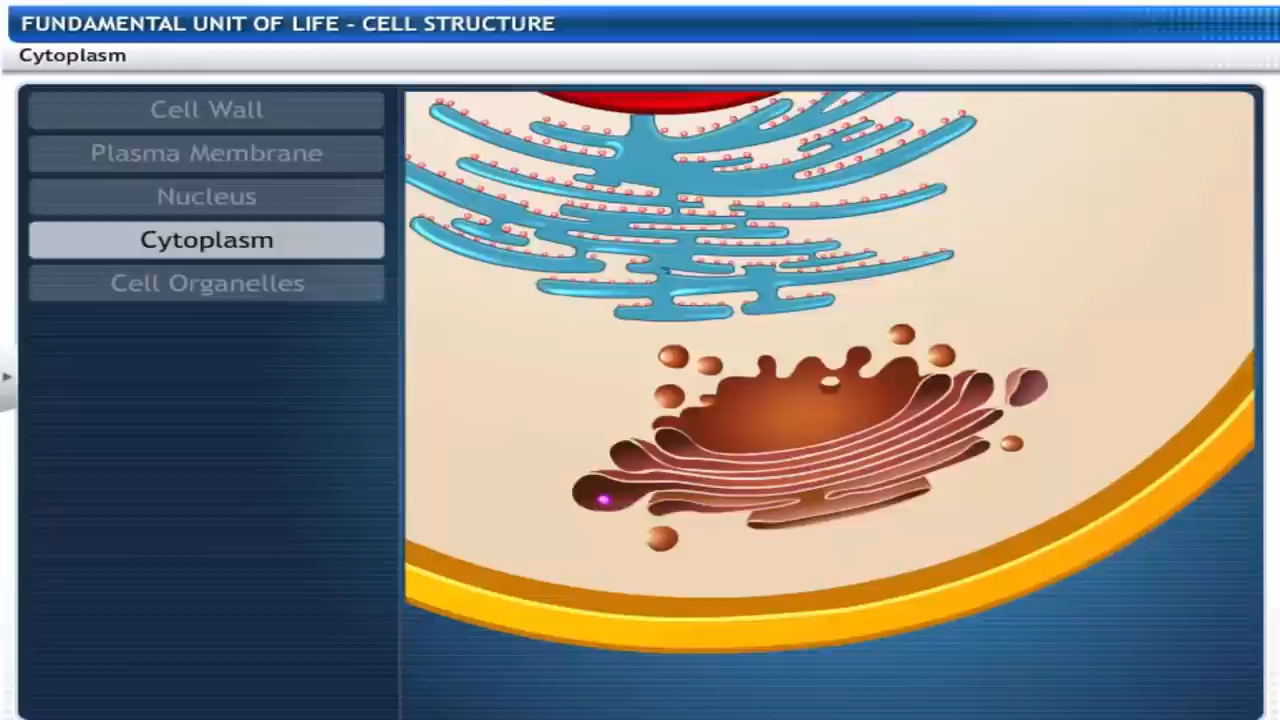 FUNDAMENTAL UNIT OF LIFE - CELL STRUCTURE
Cytoplasm
Cell Wall
Plasma Membrane
Nucleus
Cytoplasm
Cell Organelles